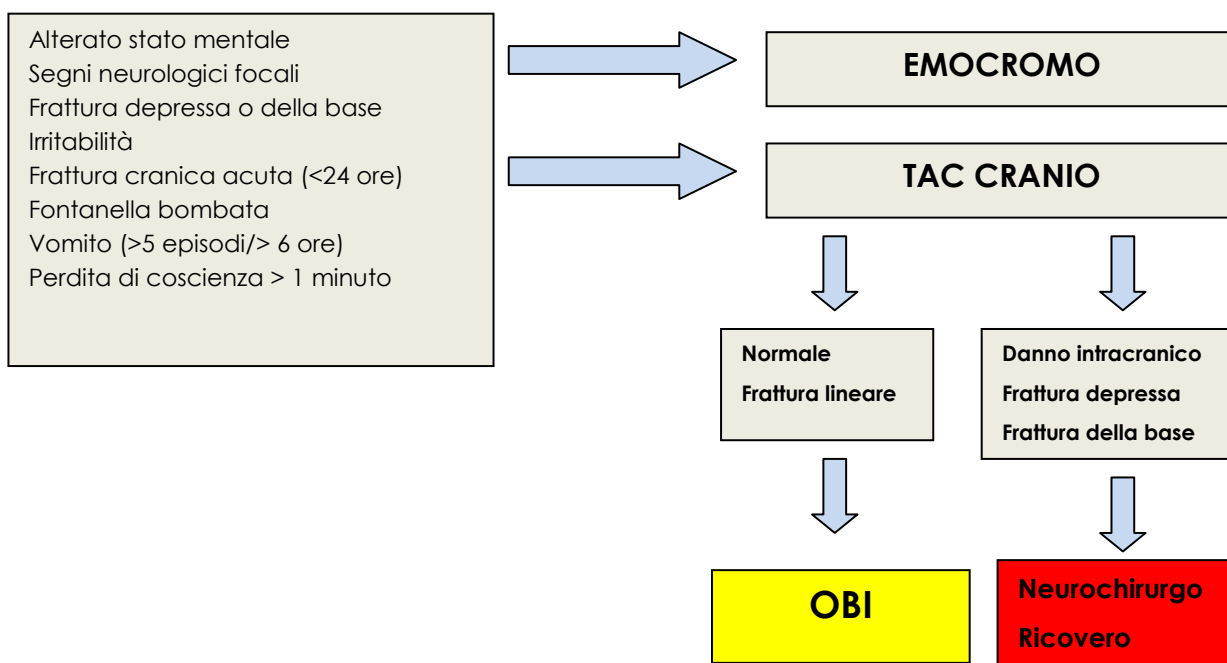 Alterato stato mentale
Segni neurologici focali
Frattura depressa o della base
Irritabilità
Frattura cranica acuta (<24 ore)
Fontanella bombata
Vomito (>5 episodi/> 6 ore)
Perdita di coscienza > 1 minuto
EMOCROMO
TAC CRANIO
Normale
Frattura lineare
Danno intracranico
Frattura depressa
Frattura della base
OBI
Neurochirurgo
Ricovero